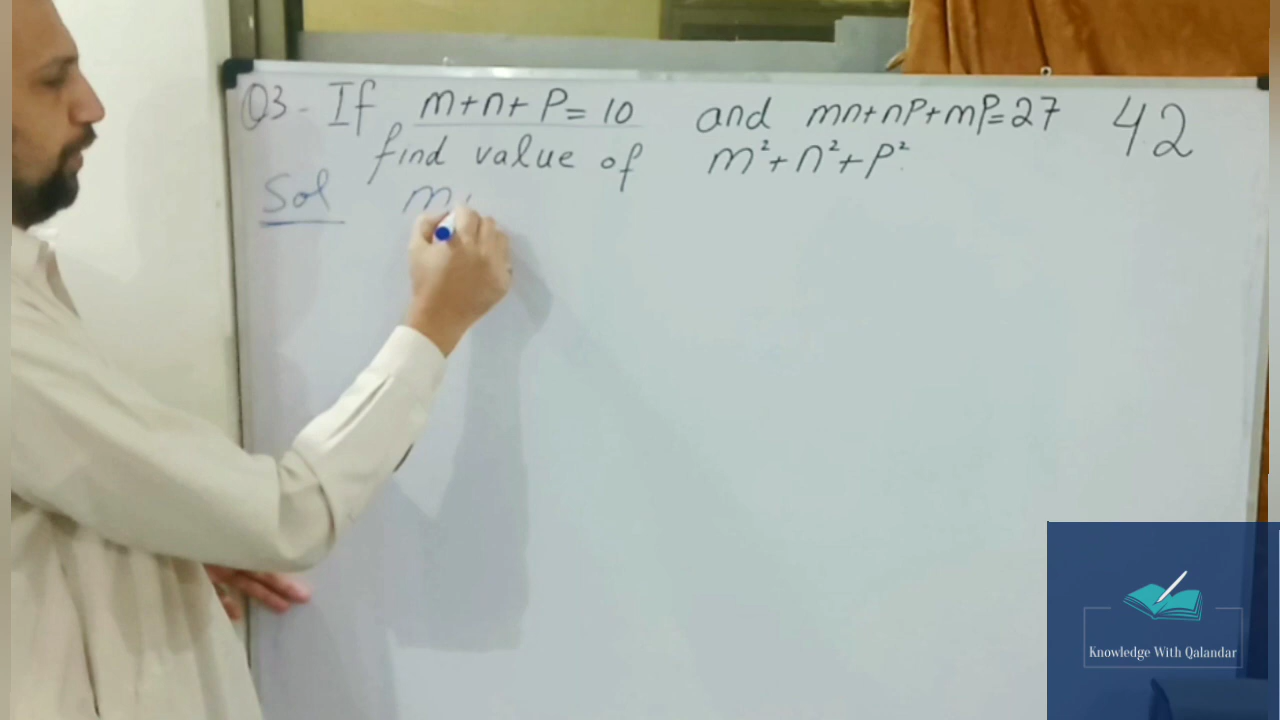 Q3 - If m+n+P=10 and mn+nP+mP=27 42
find value of m²+n²+P².
Sol m
Knowledge With Qalandar